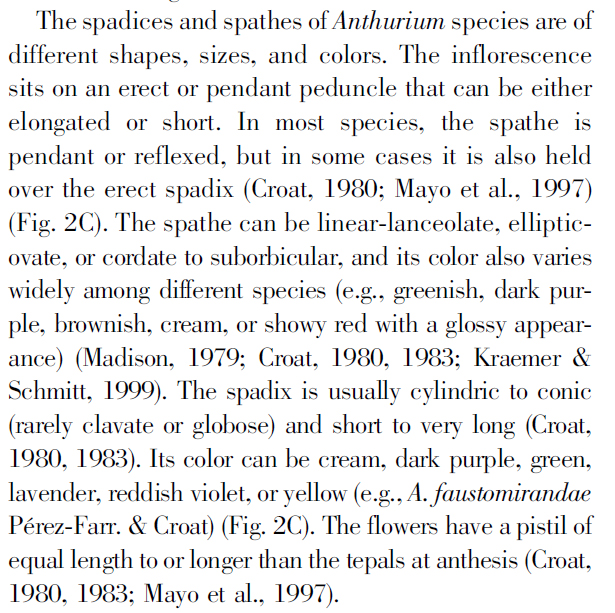 The spadices and spathes of Anthurium species are of
different shapes, sizes, and colors. The inflorescence
sits on an erect or pendant peduncle that can be either
elongated or short. In most species, the spathe is
pendant or reflexed, but in some cases it is also held
over the erect spadix (Croat, 1980; Mayo et al., 1997)
(Fig. 2C). The spathe can be linear-lanceolate, elliptic-
ovate, or cordate to suborbicular, and its color also varies
widely among different species (e.g., greenish, dark pur-
ple, brownish, cream, or showy red with a glossy appear-
ance) (Madison, 1979; Croat, 1980, 1983; Kraemer &
Schmitt, 1999). The spadix is usually cylindric to conic
(rarely clavate or globose) and short to very long (Croat,
1980, 1983). Its color can be cream, dark purple, green,
lavender, reddish violet, or yellow (e.g., A. faustomirandae
Pérez-Farr. & Croat) (Fig. 2C). The flowers have a pistil of
equal length to or longer than the tepals at anthesis (Croat,
1980, 1983; Mayo et al., 1997).